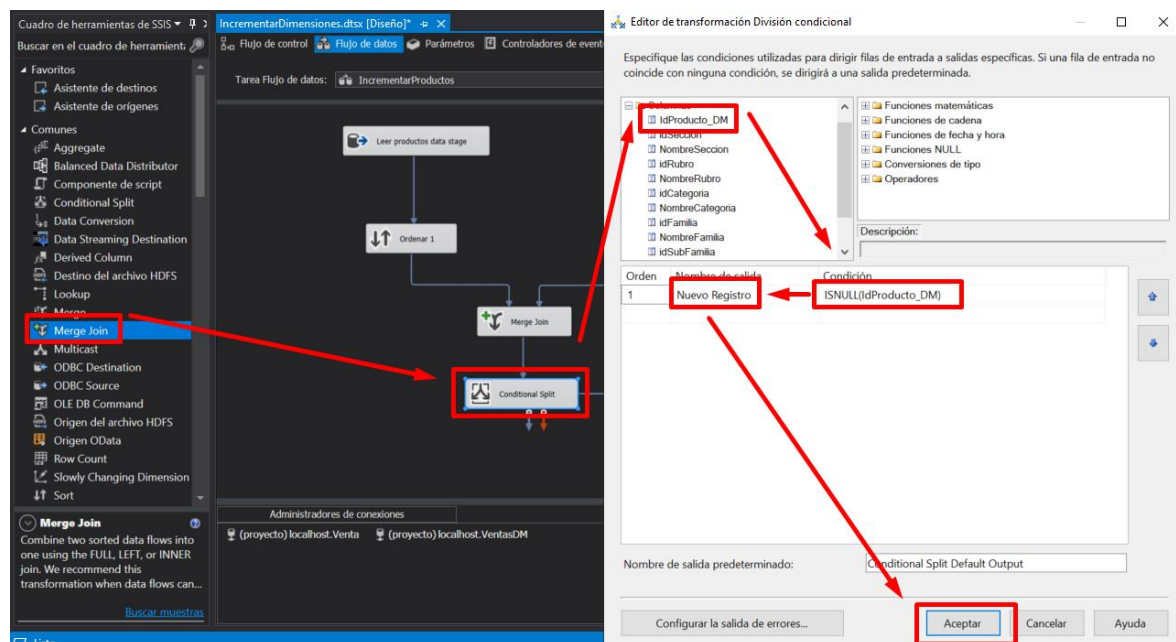 Cuadro de herramientas de SSIS
Buscar en el cuadro de herramient
Favoritos
Asistente de destinos
Asistente de orígenes
Comunes
Aggregate
Balanced Data Distributor
Componente de script
Conditional Split
Data Conversion
Data Streaming Destination
Derived Column
Destino del archivo HDFS
Lookup
Merge
Merge Join
Multicast
ODBC Destination
ODBC Source
OLE DB Command
Origen del archivo HDFS
Origen OData
Row Count
Slowly Changing Dimension
Sort
Merge Join
Combine two sorted data flows into
one using the FULL, LEFT, or INNER
join. We recommend this
transformation when data flows can...
Buscar muestras
IncrementarDimensiones.dtsx [Diseño]*
Flujo de control Flujo de datos Parámetros Controladores de event
Tarea Flujo de datos: IncrementarProductos
Leer productos data stage
Ordenar 1
Merge Join
Conditional Split
Administradores de conexiones
(proyecto) localhost.Venta (proyecto) localhost.VentasDM
Editor de transformación División condicional
Especifique las condiciones utilizadas para dirigir filas de entrada a salidas específicas. Si una fila de entrada no
coincide con ninguna condición, se dirigirá a una salida predeterminada.
Columnas
IdProducto_DM
idSeccion
NombreSeccion
idRubro
NombreRubro
idCategoria
NombreCategoria
idFamilia
NombreFamilia
idSubFamilia
Funciones matemáticas
Funciones de cadena
Funciones de fecha y hora
Funciones NULL
Conversiones de tipo
Operadores
Descripción:
Orden Nombre de salida Condición
1 Nuevo Registro ISNULL(IdProducto_DM)
Nombre de salida predeterminado: Conditional Split Default Output
Configurar la salida de errores... Aceptar Cancelar Ayuda